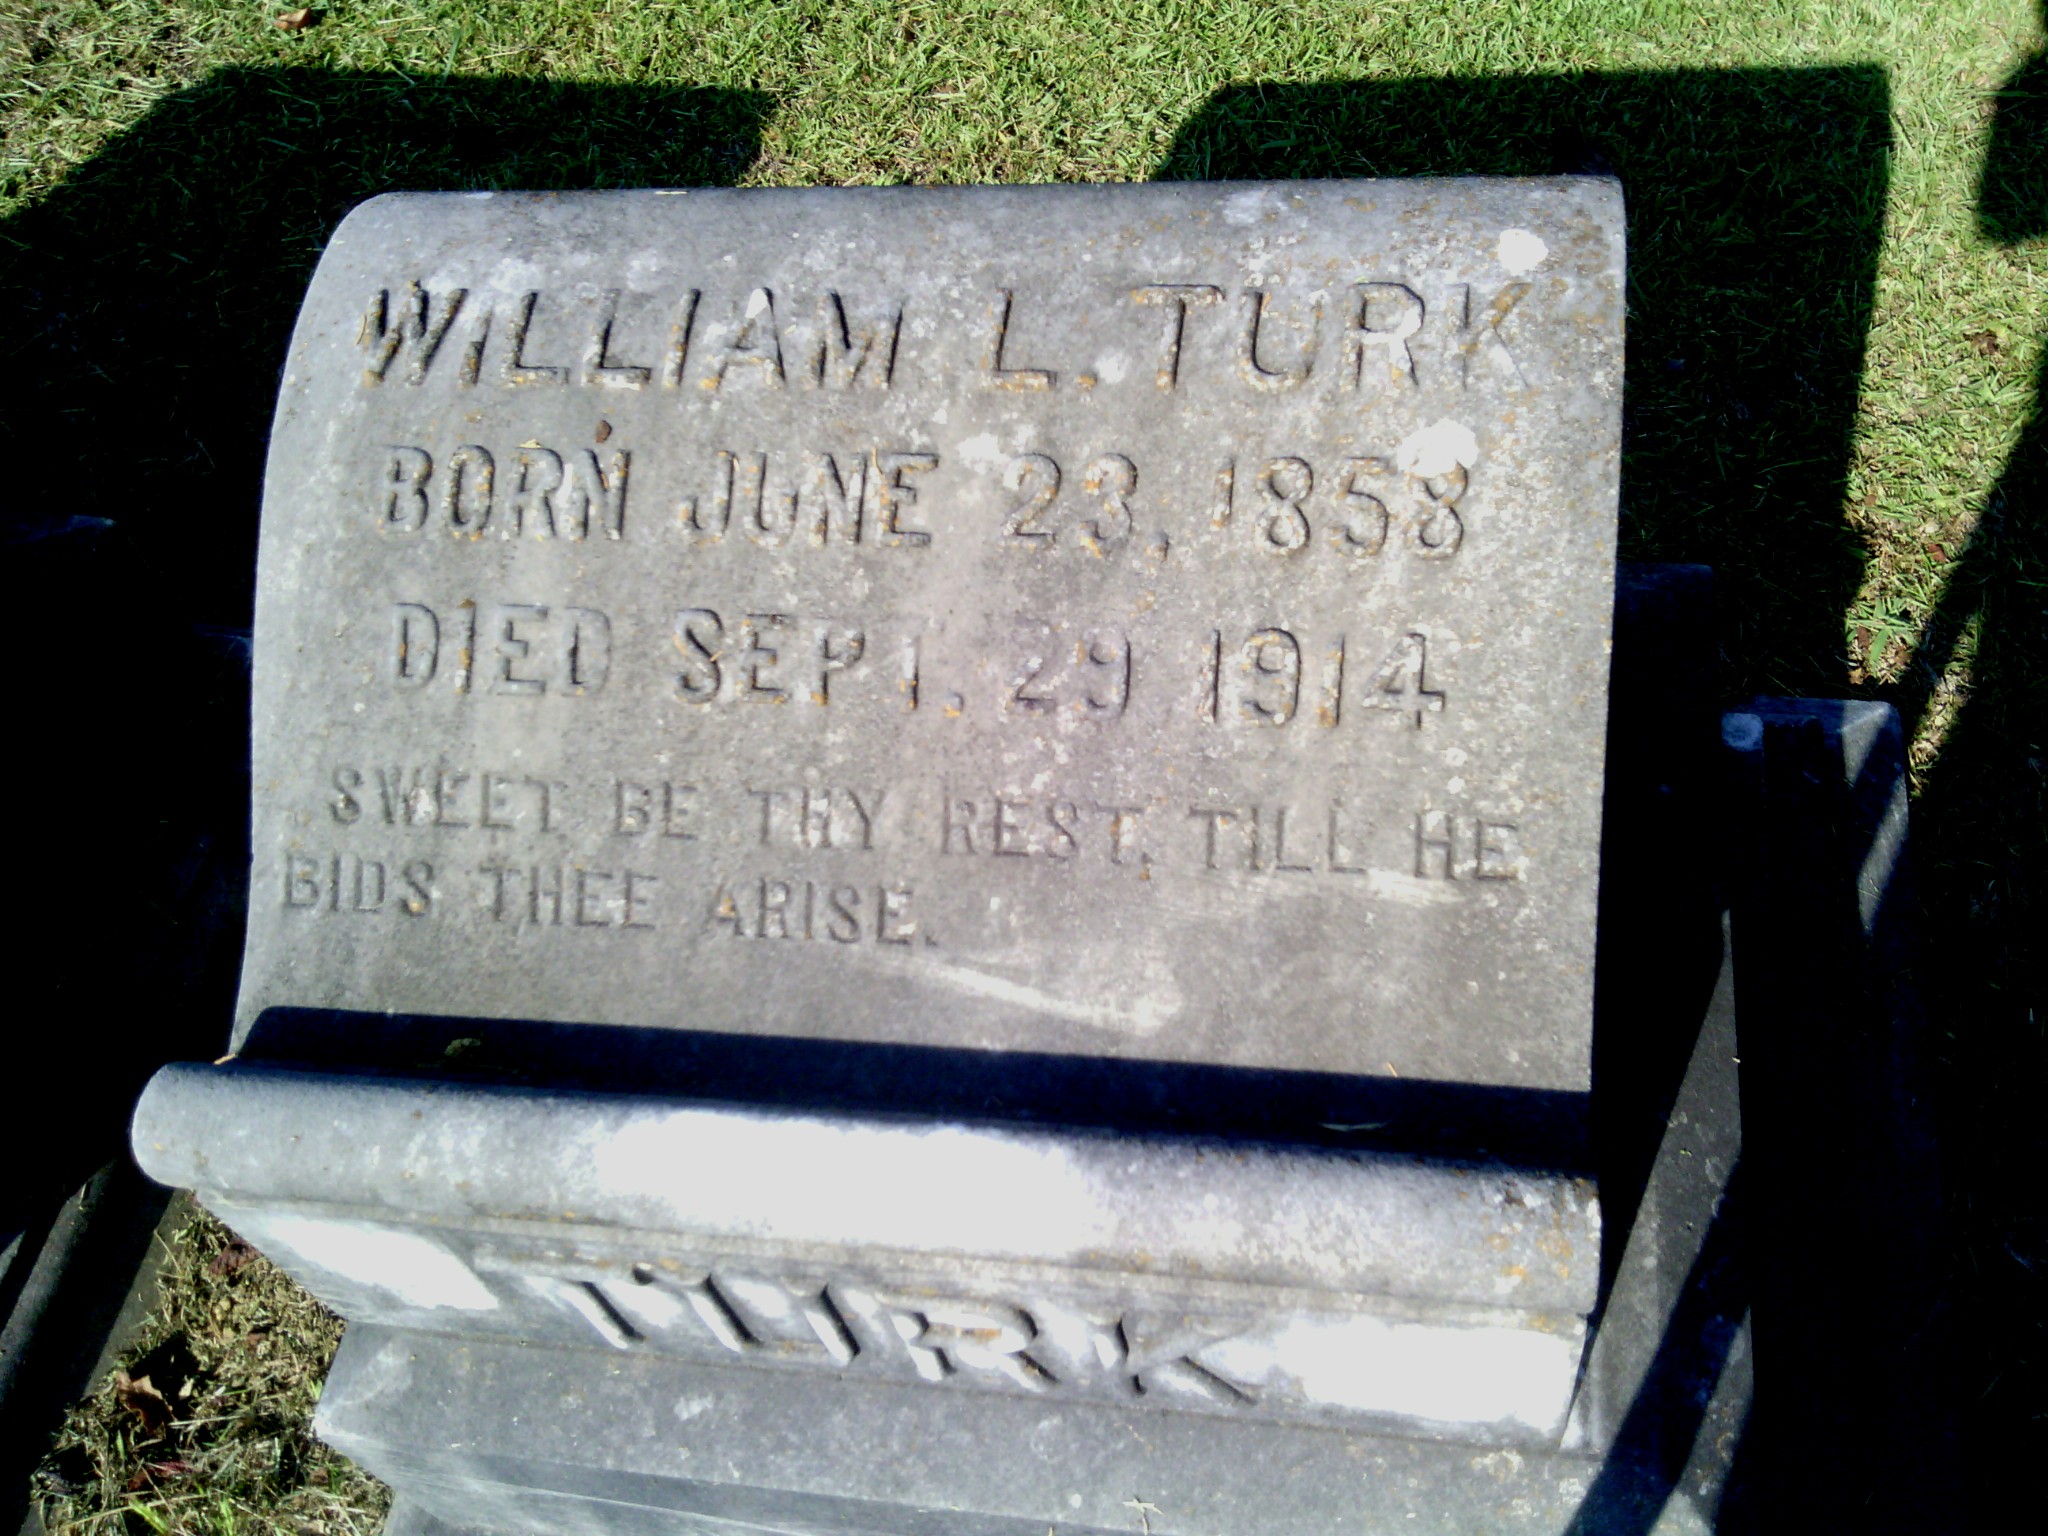 WILLIAM L. TURK
BORN JUNE 23, 1858
DIED SEPT. 29 1914
SWEET BE THY REST, TILL HE
BIDS THEE ARISE.
TURK